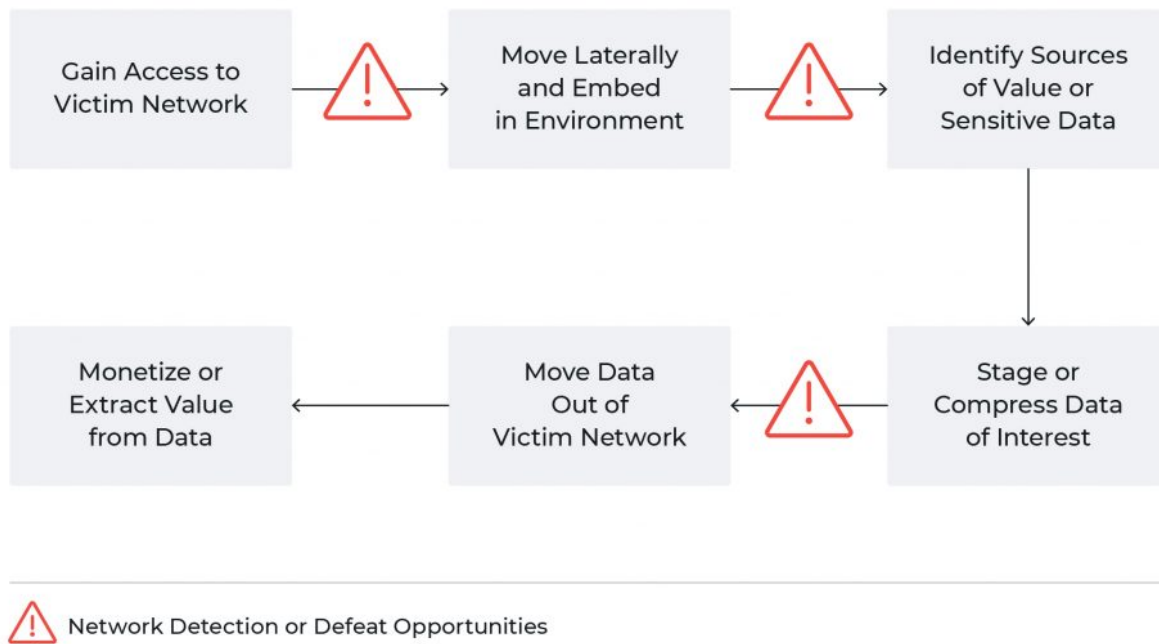 Gain Access to
Victim Network
Move Laterally
and Embed
in Environment
Identify Sources
of Value or
Sensitive Data
Stage or
Compress Data
of Interest
Move Data
Out of
Victim Network
Monetize or
Extract Value
from Data
Network Detection or Defeat Opportunities